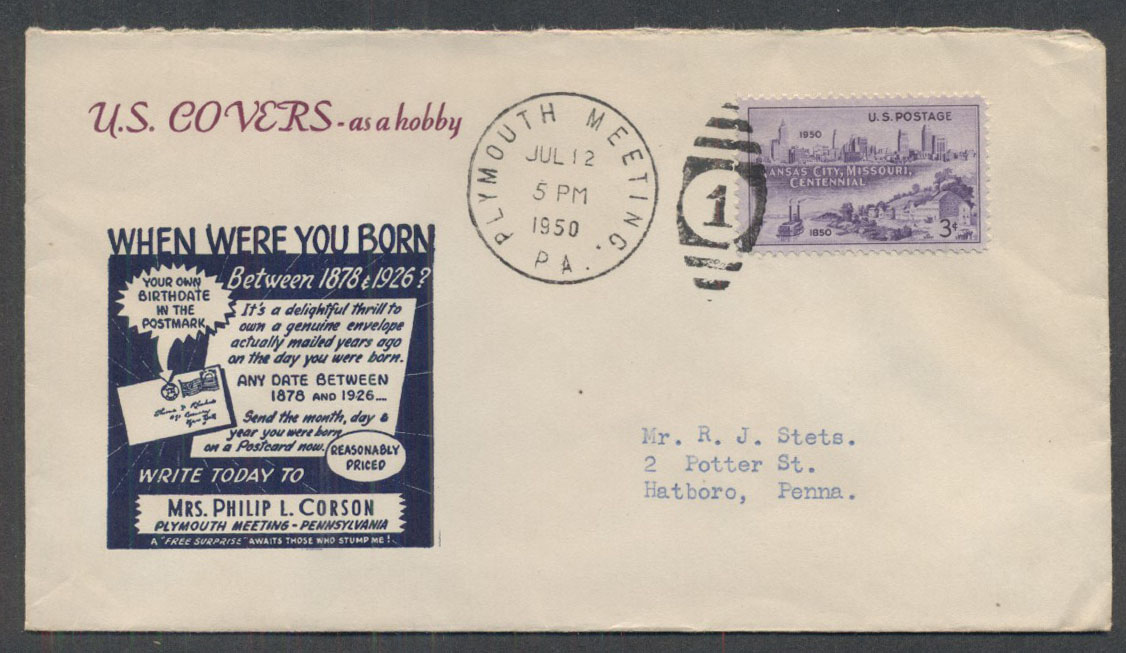 U.S. COVERS - as a hobby
PLYMOUTH MEETING. PA.
JUL 12
5 PM
1950
1
U.S. POSTAGE
1950
KANSAS CITY, MISSOURI,
CENTENNIAL
1850
3¢
WHEN WERE YOU BORN
Between 1878 & 1926?
YOUR OWN
BIRTHDATE
IN THE
POSTMARK
It's a delightful thrill to
own a genuine envelope
actually mailed years ago
on the day you were born.
ANY DATE BETWEEN
1878 AND 1926....
Send the month, day &
year you were born
on a Postcard now.
REASONABLY
PRICED
WRITE TODAY TO
MRS. PHILIP L. CORSON
PLYMOUTH MEETING - PENNSYLVANIA
A "FREE SURPRISE" AWAITS THOSE WHO STUMP ME!
Mr. R. J. Stets.
2 Potter St.
Hatboro, Penna.